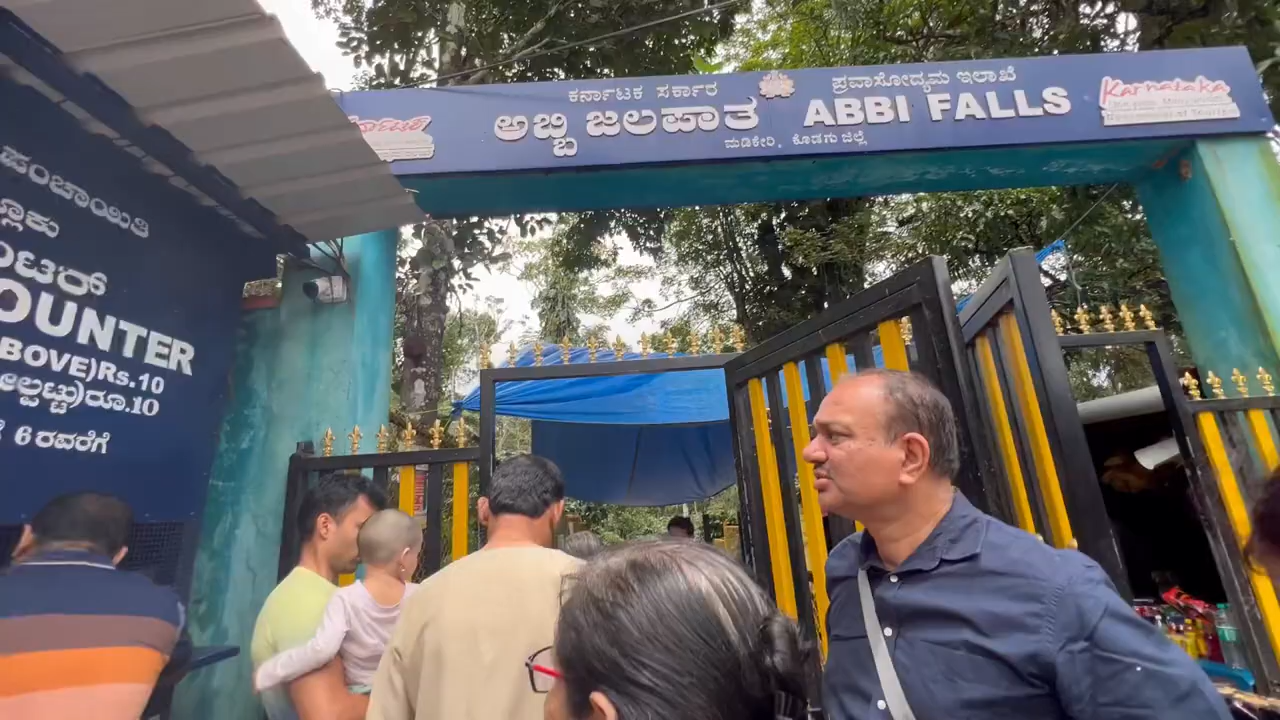 ಕರ್ನಾಟಕ ಸರ್ಕಾರ
ಪ್ರವಾಸೋದ್ಯಮ ಇಲಾಖೆ
ಅಬ್ಬಿ ಜಲಪಾತ ABBI FALLS
ಮಡಿಕೇರಿ, ಕೊಡಗು ಜಿಲ್ಲೆ
Karnataka
ಪಂಚಾಯಿತಿ
OUNTER
BOVE)Rs.10
ಮೇಲ್ಪಟ್ಟು)ರೂ.10
6 ರವರೆಗೆ